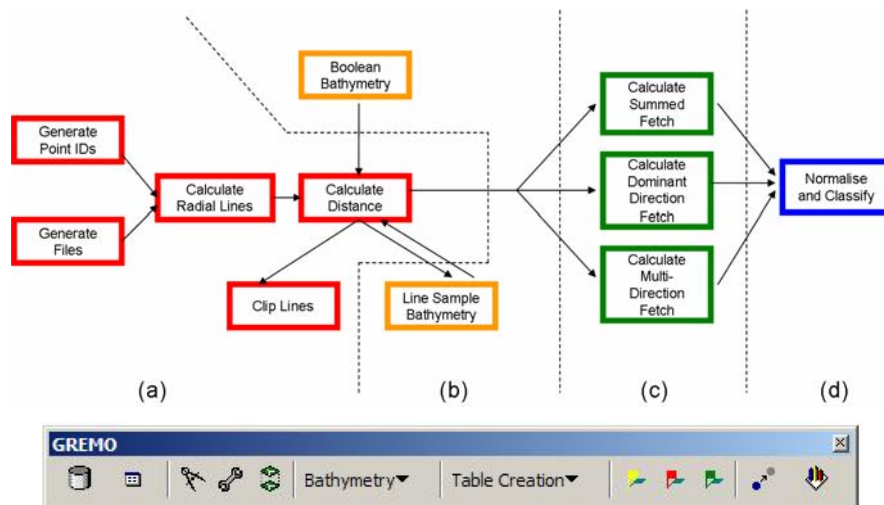 Boolean
Bathymetry
Generate
Point IDs
Generate
Files
Calculate
Radial Lines
Calculate
Distance
Clip Lines
Line Sample
Bathymetry
Calculate
Summed
Fetch
Calculate
Dominant
Direction
Fetch
Calculate
Multi-
Direction
Fetch
Normalise
and Classify
(a)
(b)
(c)
(d)
GREMO
Bathymetry
Table Creation